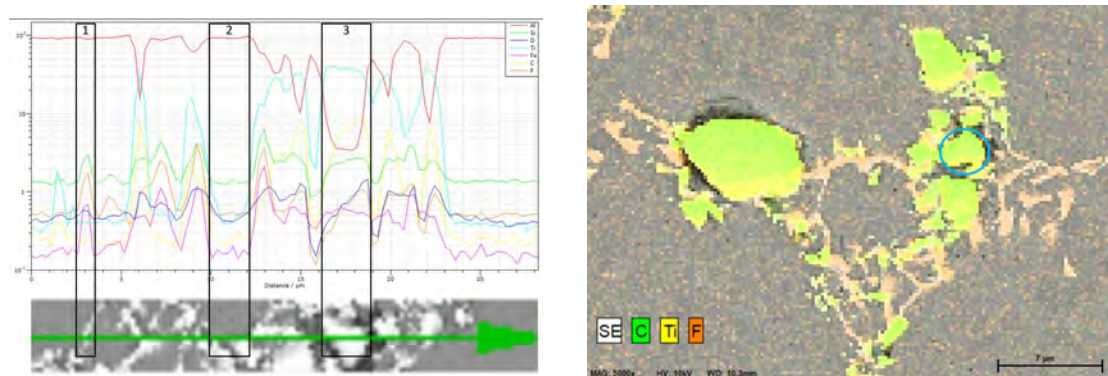 1 2 3
Al
Si
O
Ti
Fe
C
F
10²
10
1
10⁻¹
0 5 10 15 20 25
Distance / µm
SE C Ti F
MAG: 5000x HV: 10kV WD: 10.3mm
7 µm